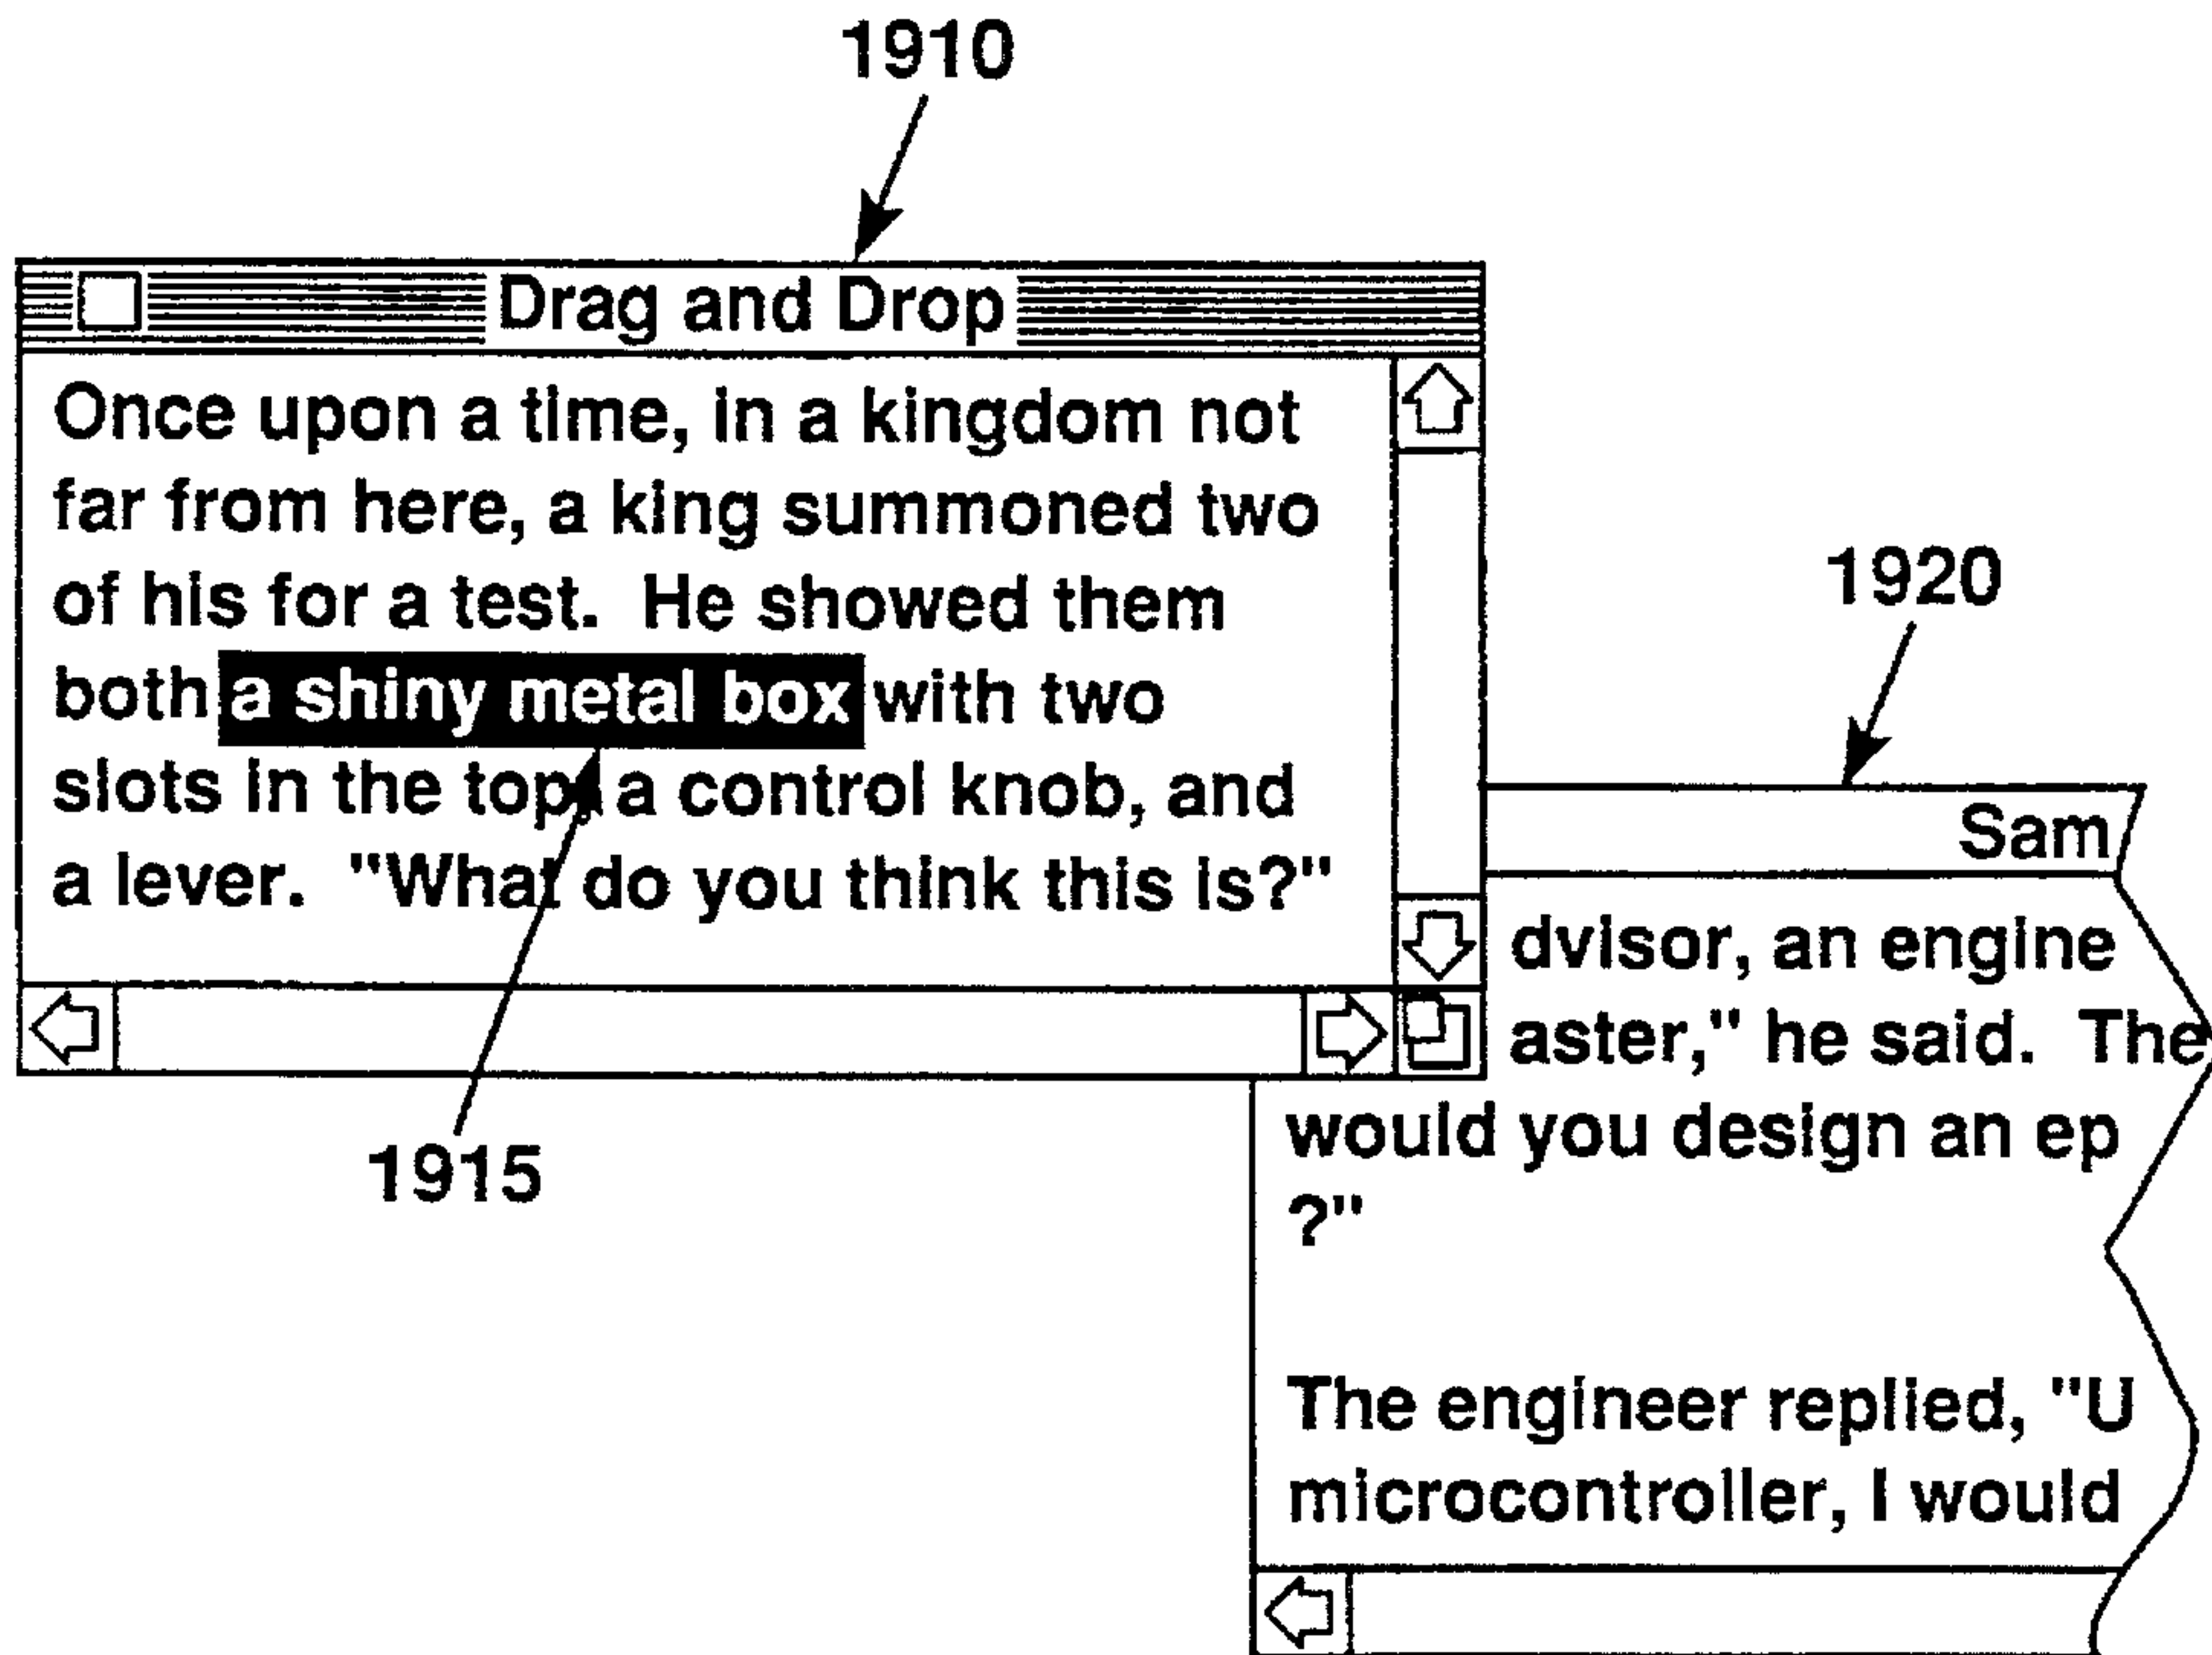 1910
Drag and Drop
Once upon a time, in a kingdom not
far from here, a king summoned two
of his for a test. He showed them
both a shiny metal box with two
slots in the top, a control knob, and
a lever. "What do you think this is?"
1915
1920
Sam
dvisor, an engine
aster," he said. The
would you design an ep
?"
The engineer replied, "U
microcontroller, I would